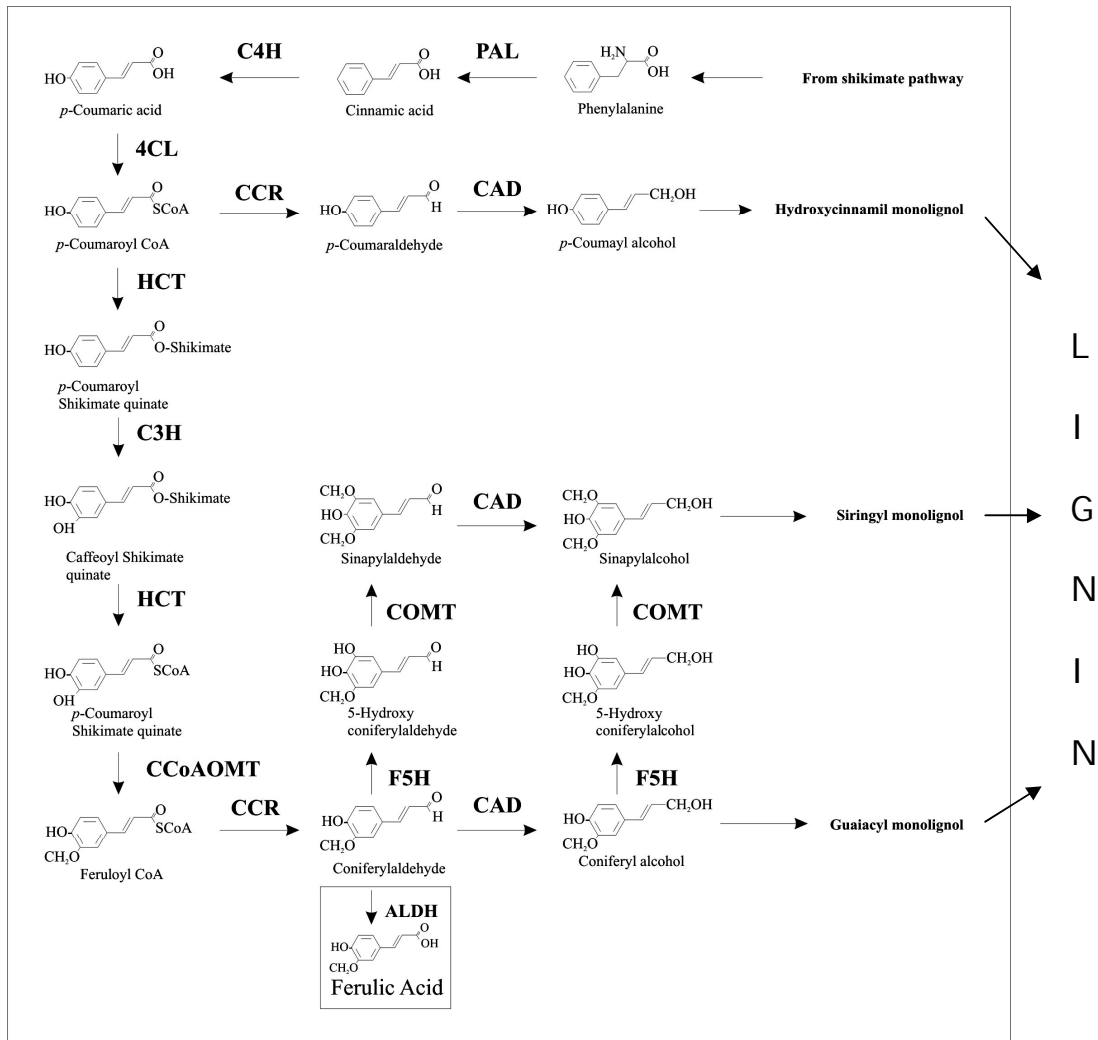 C4H
PAL
HO
O
OH
O
OH
H₂N
O
OH
From shikimate pathway
p-Coumaric acid
Cinnamic acid
Phenylalanine
4CL
HO
O
SCoA
CCR
HO
O
H
CAD
HO
CH₂OH
Hydroxycinnamil monolignol
p-Coumaroyl CoA
p-Coumaraldehyde
p-Coumayl alcohol
HCT
HO
O
O-Shikimate
p-Coumaroyl
Shikimate quinate
C3H
HO
OH
O
O-Shikimate
Caffeoyl Shikimate
quinate
CH₂O
HO
CH₂O
O
H
Sinapylaldehyde
CAD
CH₂O
HO
CH₂O
CH₂OH
Sinapylalcohol
Siringyl monolignol
HCT
COMT
COMT
HO
OH
O
SCoA
p-Coumaroyl
Shikimate quinate
HO
HO
CH₂O
O
H
5-Hydroxy
coniferylaldehyde
HO
HO
CH₂O
CH₂OH
5-Hydroxy
coniferylalcohol
CCoAOMT
F5H
F5H
HO
CH₂O
O
SCoA
Feruloyl CoA
CCR
HO
CH₂O
O
H
Coniferylaldehyde
CAD
HO
CH₂O
CH₂OH
Coniferyl alcohol
Guaiacyl monolignol
ALDH
HO
CH₂O
O
OH
Ferulic Acid
L
I
G
N
I
N